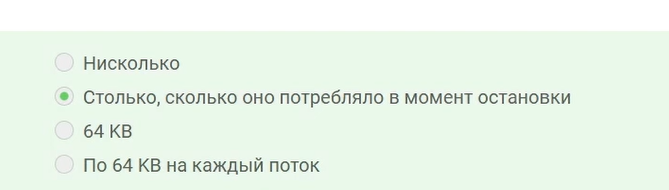 Нисколько
Столько, сколько оно потребляло в момент остановки
64 KB
По 64 KB на каждый поток